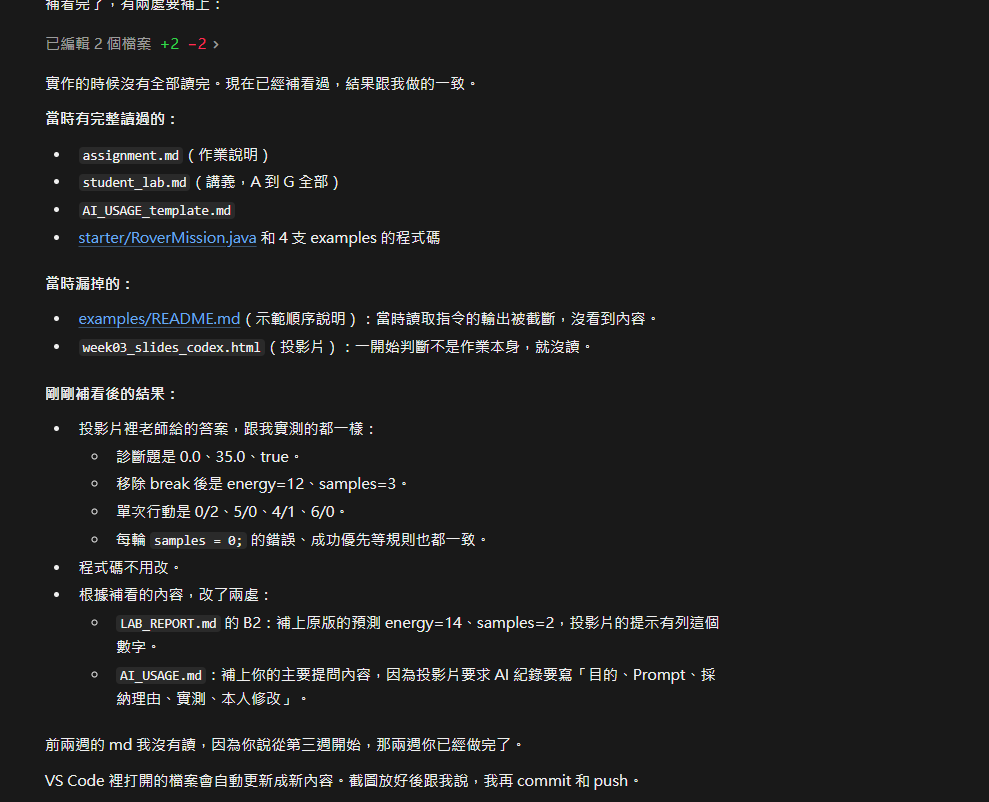 補看完了，有兩處要補上：
已編輯 2 個檔案 +2 −2 >
實作的時候沒有全部讀完。現在已經補看過，結果跟我做的一致。
當時有完整讀過的：
• assignment.md（作業說明）
• student_lab.md（講義，A 到 G 全部）
• AI_USAGE_template.md
• starter/RoverMission.java 和 4 支 examples 的程式碼
當時漏掉的：
• examples/README.md（示範順序說明）：當時讀取指令的輸出被截斷，沒看到內容。
• week03_slides_codex.html（投影片）：一開始判斷不是作業本身，就沒讀。
剛剛補看後的結果：
• 投影片裡老師給的答案，跟我實測的都一樣：
◦ 診斷題是 0.0、35.0、true。
◦ 移除 break 後是 energy=12、samples=3。
◦ 單次行動是 0/2、5/0、4/1、6/0。
◦ 每輪 samples = 0; 的錯誤、成功優先等規則也都一致。
• 程式碼不用改。
• 根據補看的內容，改了兩處：
◦ LAB_REPORT.md 的 B2：補上原版的預測 energy=14、samples=2，投影片的提示有列這個
數字。
◦ AI_USAGE.md：補上你的主要提問內容，因為投影片要求 AI 紀錄要寫「目的、Prompt、採
納理由、實測、本人修改」。
前兩週的 md 我沒有讀，因為你說從第三週開始，那兩週你已經做完了。
VS Code 裡打開的檔案會自動更新成新內容。截圖放好後跟我說，我再 commit 和 push。